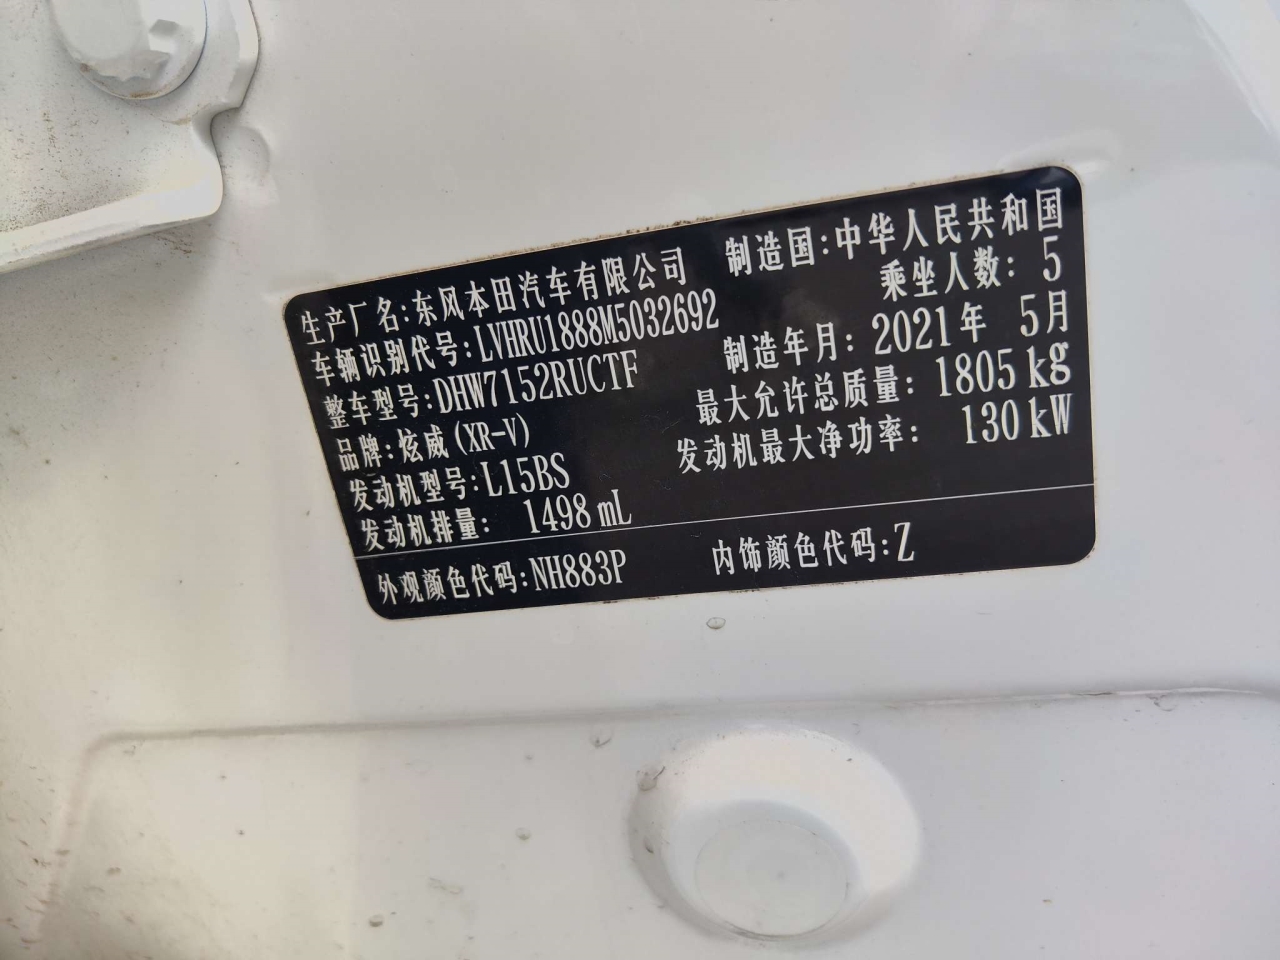 生产厂名:东风本田汽车有限公司 制造国:中华人民共和国
车辆识别代号:LVHRU1888M5032692 乘坐人数: 5
整车型号:DHW7152RUCTF 制造年月: 2021年 5月
品牌:炫威(XR-V) 最大允许总质量: 1805 kg
发动机型号:L15BS 发动机最大净功率: 130 kW
发动机排量: 1498 mL
外观颜色代码:NH883P 内饰颜色代码:Z